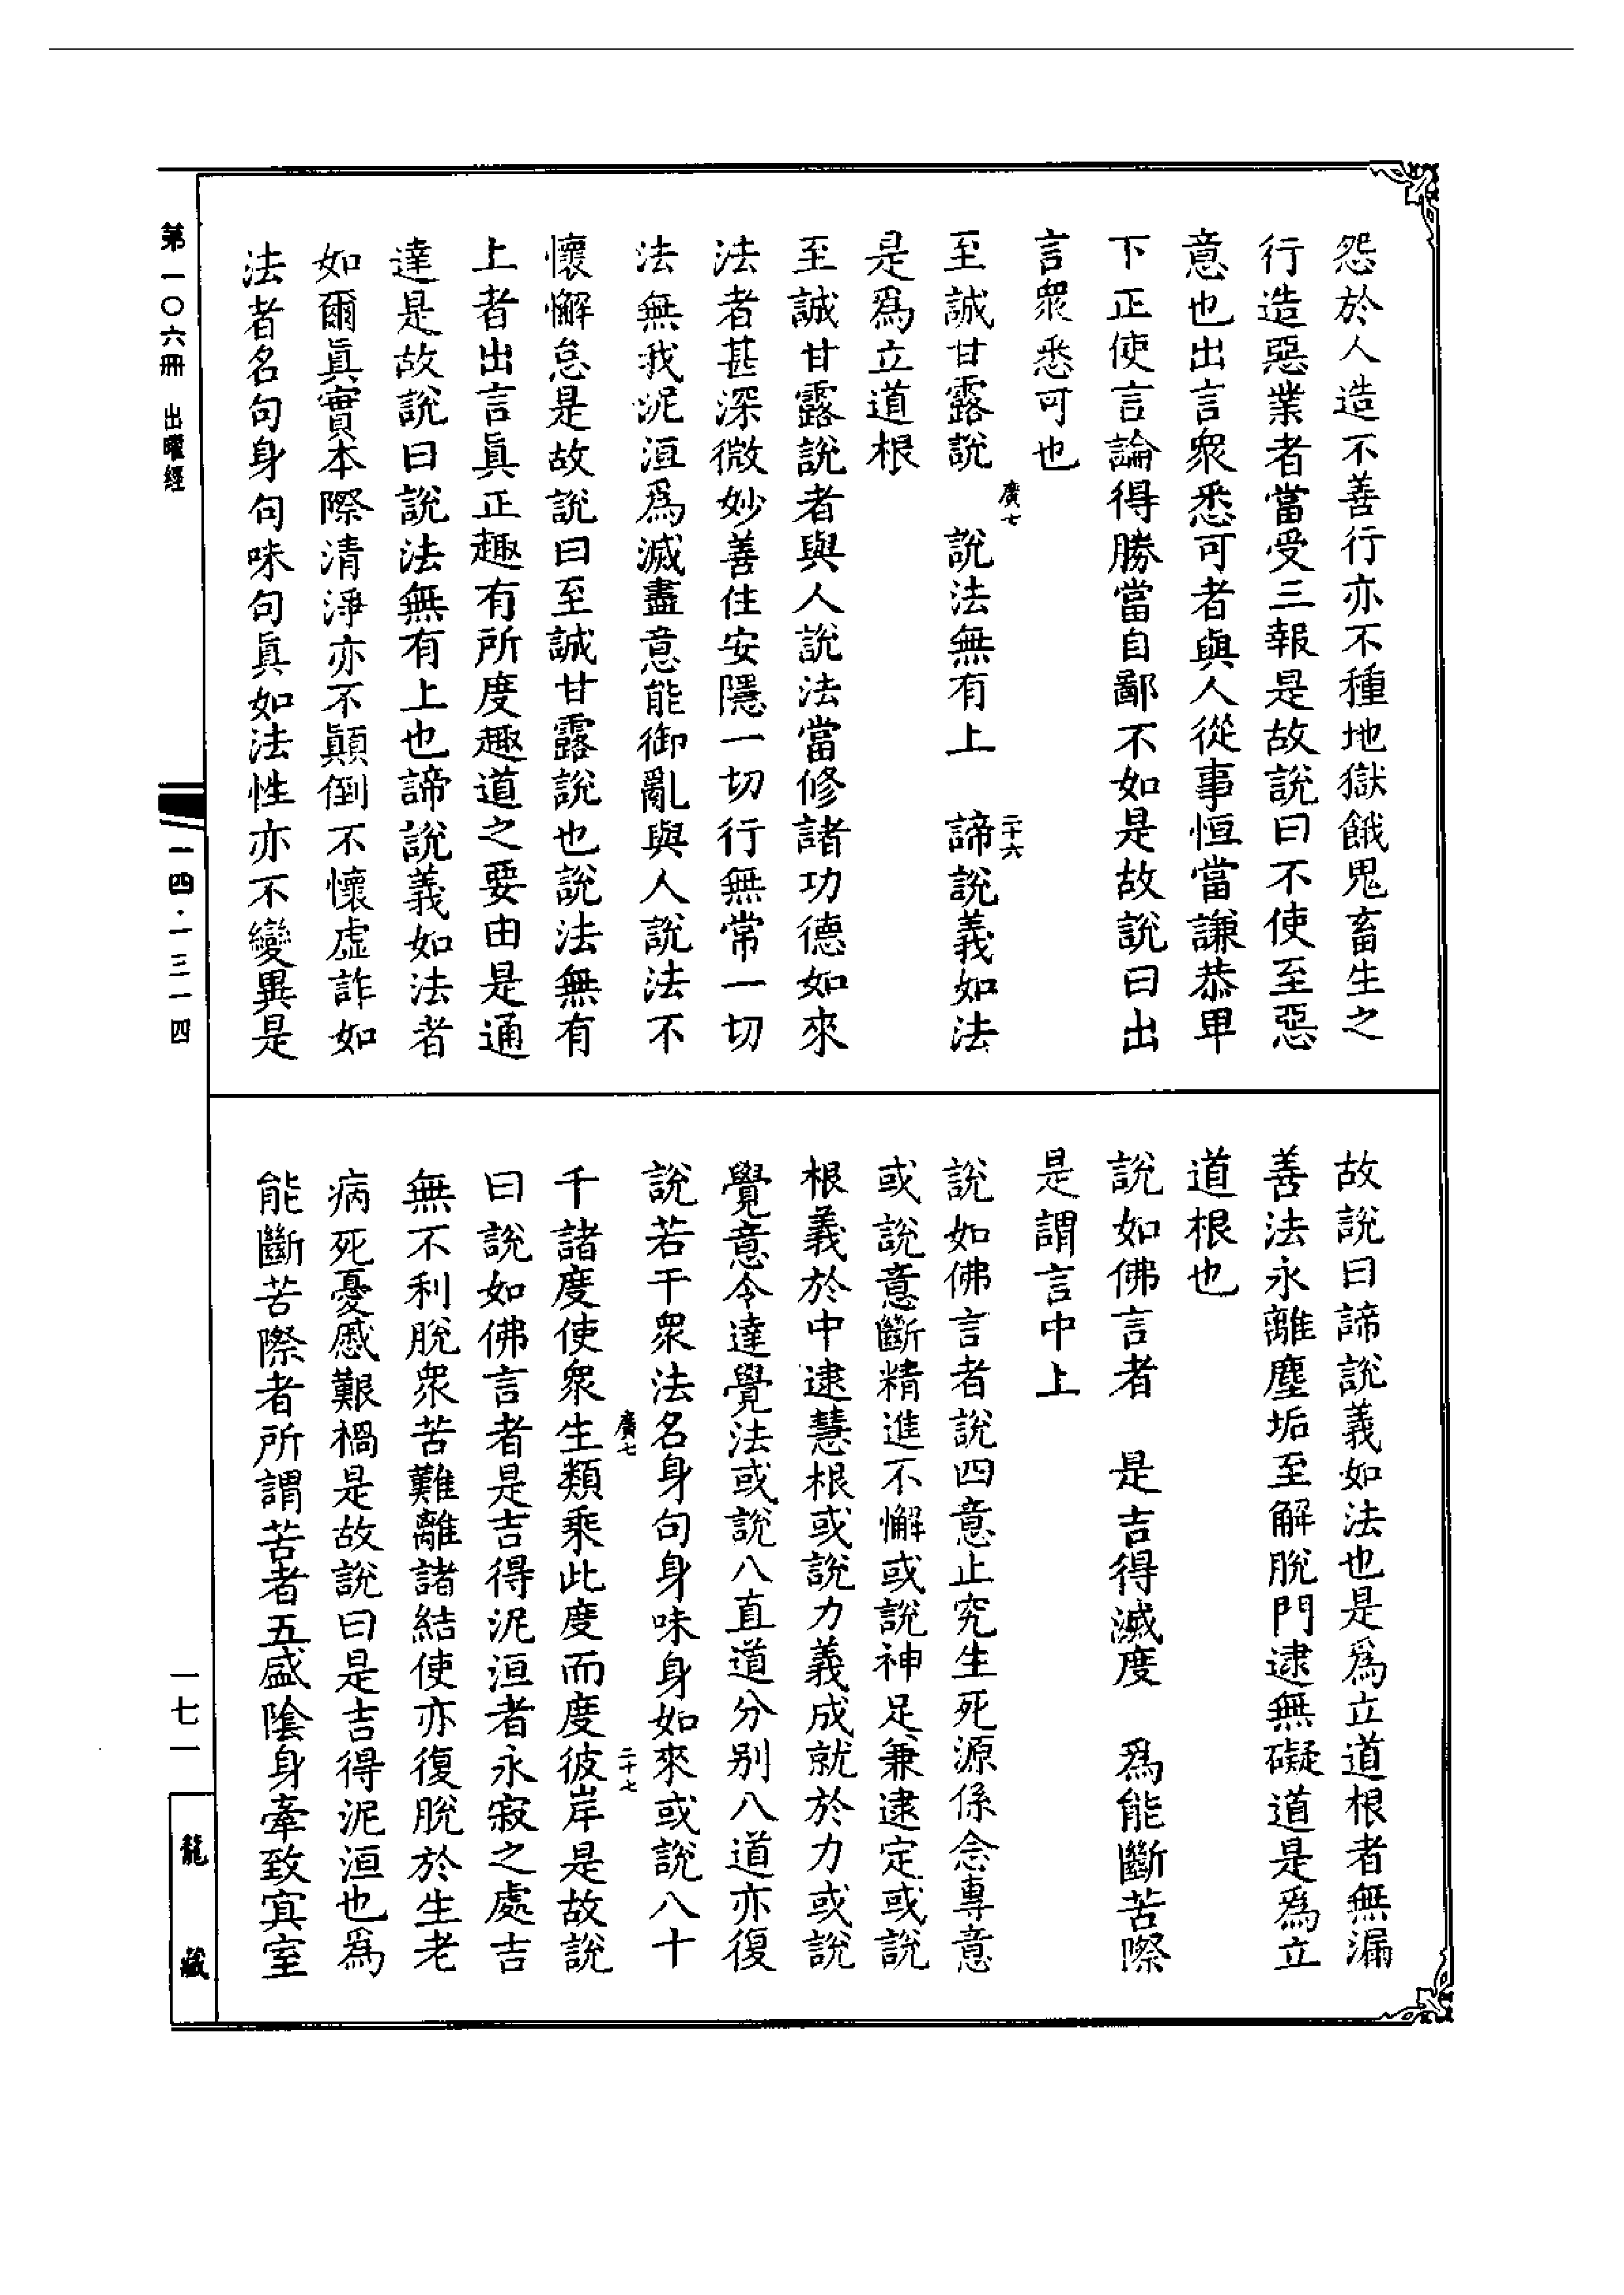 怨於人造不善行亦不種地獄餓鬼畜生之
行造惡業者當受三報是故說曰不使至惡
意也出言衆悉可者與人從事恒當謙恭卑
下正使言論得勝當自鄙不如是故說曰出
言衆悉可也
至誠甘露說　說法無有上　諦說義如法
廣七
二十六
是爲立道根
至誠甘露說者與人說法當修諸功德如來
法者甚深微妙善住安隱一切行無常一切
法無我泥洹爲滅盡意能御亂與人說法不
懷懈怠是故說曰至誠甘露說也說法無有
上者出言眞正趣有所度趣道之要由是通
達是故說曰說法無有上也諦說義如法者
如爾眞實本際清淨亦不顚倒不懷虛詐如
法者名句身句味句眞如法性亦不變異是
故說曰諦說義如法也是爲立道根者無漏
善法永離塵垢至解脫門逮無礙道是爲立
道根也
說如佛言者　是吉得滅度　爲能斷苦際
是謂言中上
說如佛言者說四意止究生死源係念專意
或說意斷精進不懈或說神足兼逮定或說
根義於中逮慧根或說力義成就於力或說
覺意令達覺法或說八直道分别八道亦復
說若干衆法名身句身味身如來或說八十
廣七
二十七
千諸度使衆生類乘此度而度彼岸是故說
曰說如佛言者是吉得泥洹者永寂之處吉
無不利脫衆苦難離諸結使亦復脫於生老
病死憂慼艱禍是故說曰是吉得泥洹也爲
能斷苦際者所謂苦者五盛陰身牽致㝠室
第一〇六冊　出曜經
一四·一三一四
一七一
龍藏